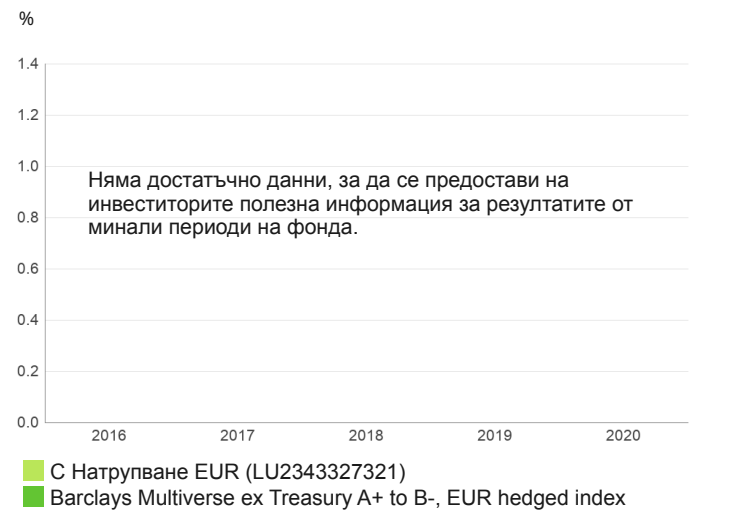 %
1.4
1.2
1.0
Няма достатъчно данни, за да се предостави на
инвеститорите полезна информация за резултатите от
0.8
минали периоди на фонда.
0.6
0.4
0.2
0.0
2016 2017 2018 2019 2020
С Натрупване EUR (LU2343327321)
Barclays Multiverse ex Treasury A+ to B-, EUR hedged index